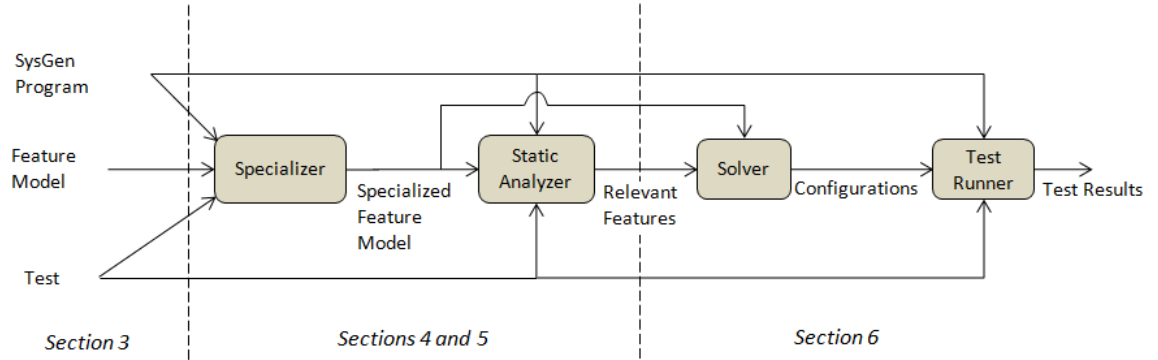 SysGen
Program
Feature
Model
Test
Specializer
Specialized
Feature
Model
Static
Analyzer
Relevant
Features
Solver
Configurations
Test
Runner
Test Results
Section 3
Sections 4 and 5
Section 6